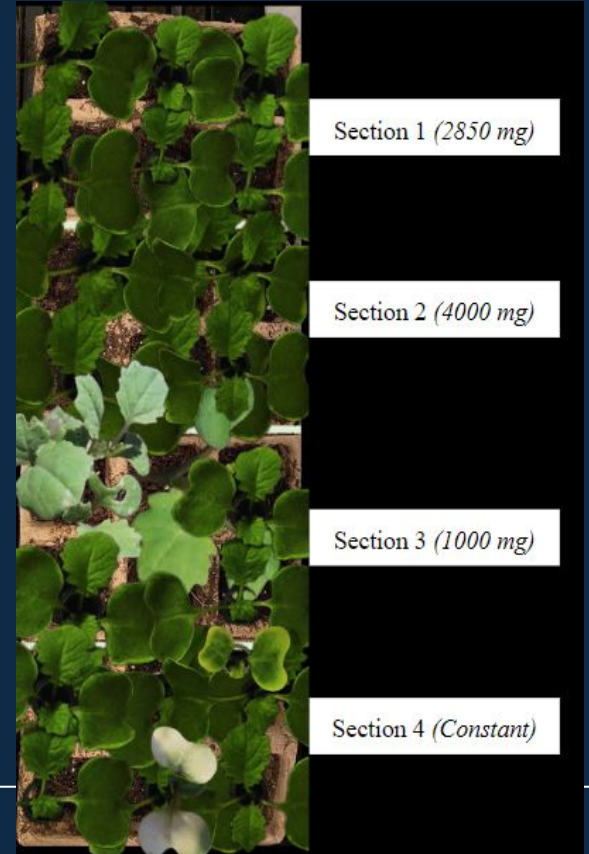 Section 1 (2850 mg)
Section 2 (4000 mg)
Section 3 (1000 mg)
Section 4 (Constant)